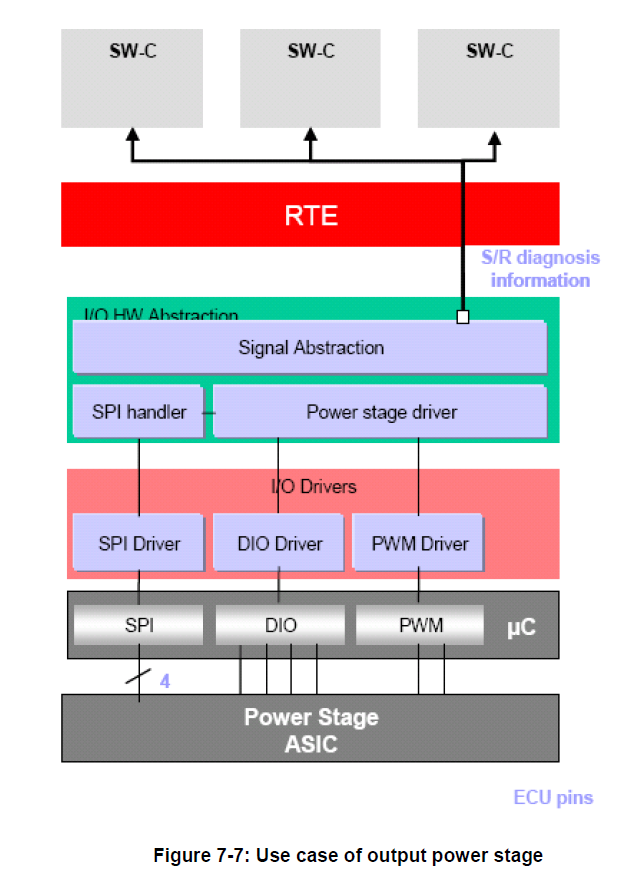 SW-C
SW-C
SW-C
RTE
S/R diagnosis
information
I/O HW Abstraction
Signal Abstraction
SPI handler
Power stage driver
I/O Drivers
SPI Driver
DIO Driver
PWM Driver
SPI
DIO
PWM
µC
4
Power Stage
ASIC
ECU pins
Figure 7-7: Use case of output power stage